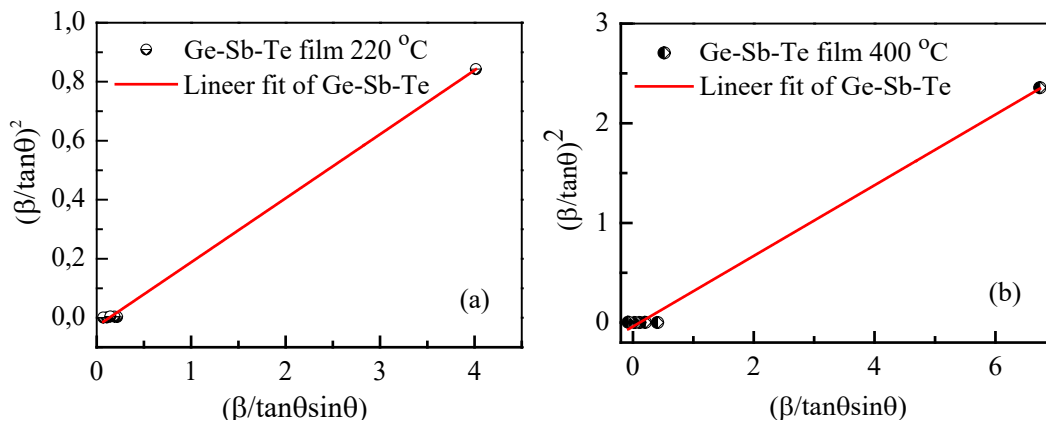 1,0
0,8
0,6
0,4
0,2
0,0
(β/tanθ)²
Ge-Sb-Te film 220 °C
Lineer fit of Ge-Sb-Te
(a)
0 1 2 3 4
(β/tanθsinθ)
3
2
1
0
(β/tanθ)²
Ge-Sb-Te film 400 °C
Lineer fit of Ge-Sb-Te
(b)
0 2 4 6
(β/tanθsinθ)